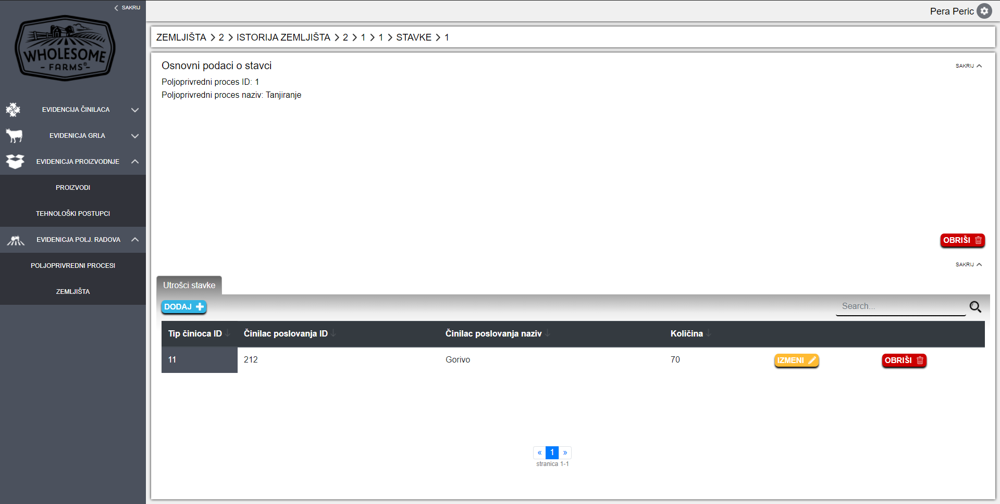 SAKRIJ
WHOLESOME
- FARMS® -
EVIDENCIJA ČINILACA
EVIDENICJA GRLA
EVIDENICJA PROIZVODNJE
PROIZVODI
TEHNOLOŠKI POSTUPCI
EVIDENICJA POLJ. RADOVA
POLJOPRIVREDNI PROCESI
ZEMLJIŠTA
Pera Peric
ZEMLJIŠTA > 2 > ISTORIJA ZEMLJIŠTA > 2 > 1 > 1 > STAVKE > 1
Osnovni podaci o stavci
SAKRIJ
Poljoprivredni proces ID: 1
Poljoprivredni proces naziv: Tanjiranje
OBRIŠI
SAKRIJ
Utrošci stavke
DODAJ
Search...
Tip činioca ID Činilac poslovanja ID Činilac poslovanja naziv Količina
11 212 Gorivo 70 IZMENI OBRIŠI
« 1 »
stranica 1-1